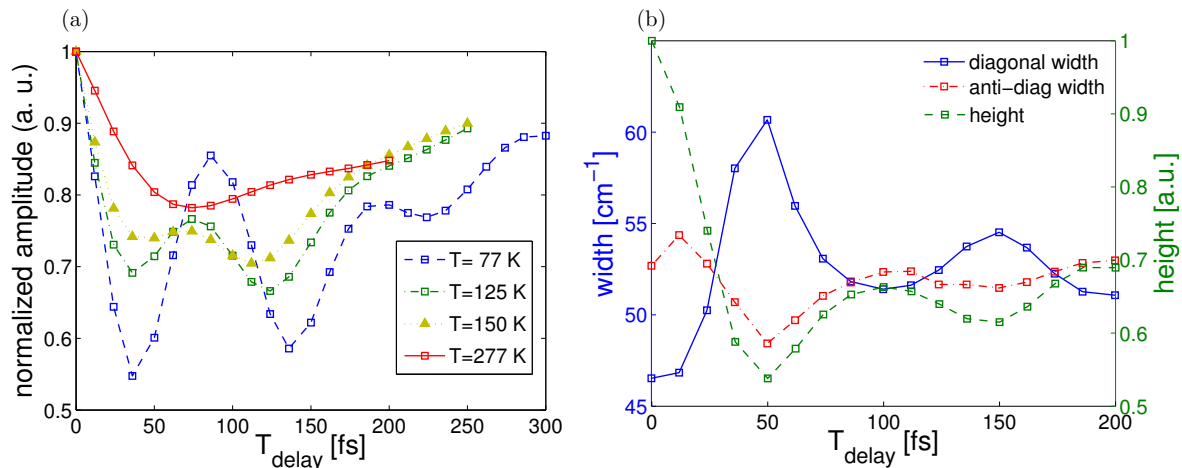 (a)
(b)
normalized amplitude (a. u.)
1
0.9
0.8
0.7
0.6
0.5
T= 77 K
T=125 K
T=150 K
T=277 K
0 50 100 150 200 250 300
T_delay [fs]
width [cm⁻¹]
60
55
50
45
diagonal width
anti−diag width
height
1
0.9
0.8
0.7
0.6
0.5
height [a.u.]
0 50 100 150 200
T_delay [fs]